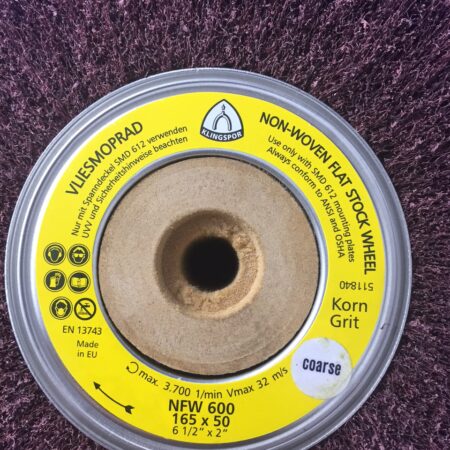 KLINGSPOR
VLIESMOPRAD
Nur mit Spanndeckel SMD 612 verwenden
UVV und Sicherheitshinweise beachten
NON-WOVEN FLAT STOCK WHEEL
Use only with SMD 612 mounting plates
Always conform to ANSI and OSHA
511840
Korn
Grit
coarse
EN 13743
Made
in EU
max. 3.700 1/min Vmax 32 m/s
NFW 600
165 x 50
6 1/2" x 2"